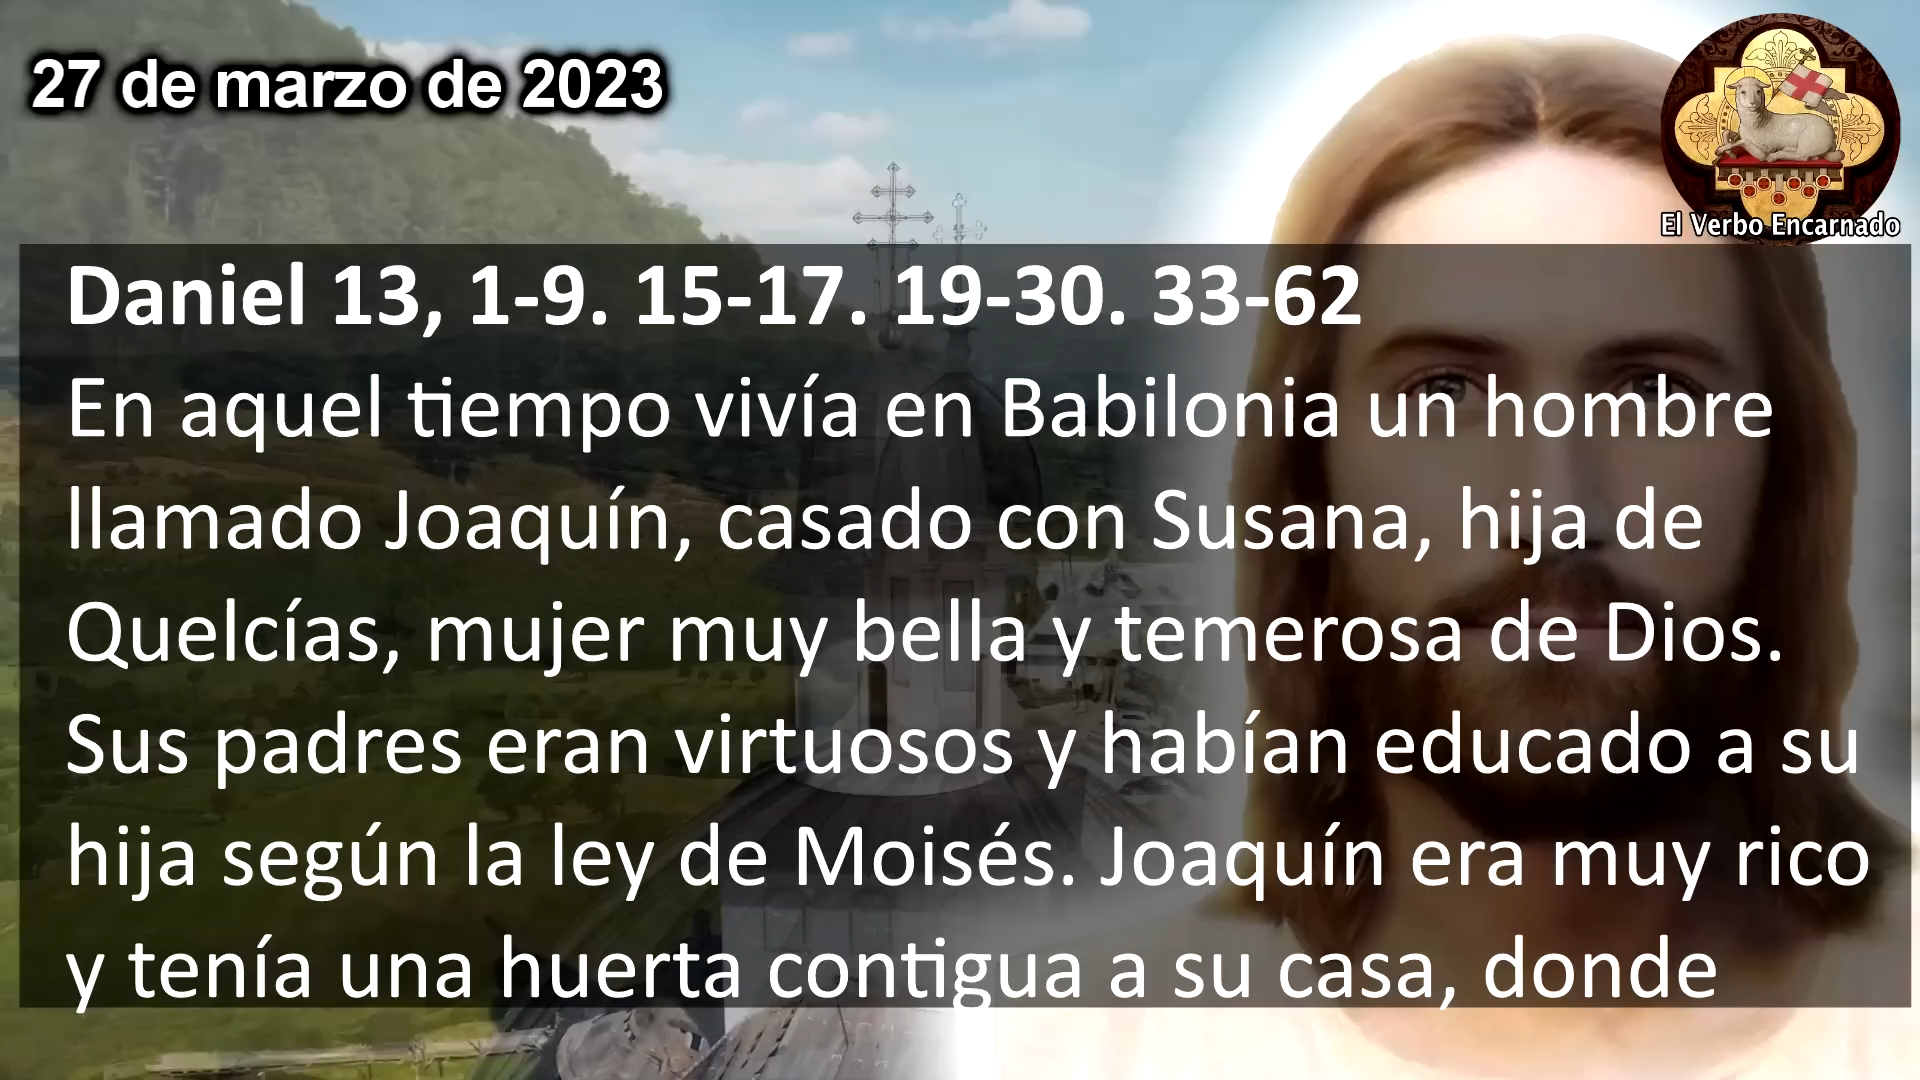 27 de marzo de 2023
El Verbo Encarnado
Daniel 13, 1-9. 15-17. 19-30. 33-62
En aquel tiempo vivía en Babilonia un hombre
llamado Joaquín, casado con Susana, hija de
Quelcías, mujer muy bella y temerosa de Dios.
Sus padres eran virtuosos y habían educado a su
hija según la ley de Moisés. Joaquín era muy rico
y tenía una huerta contigua a su casa, donde